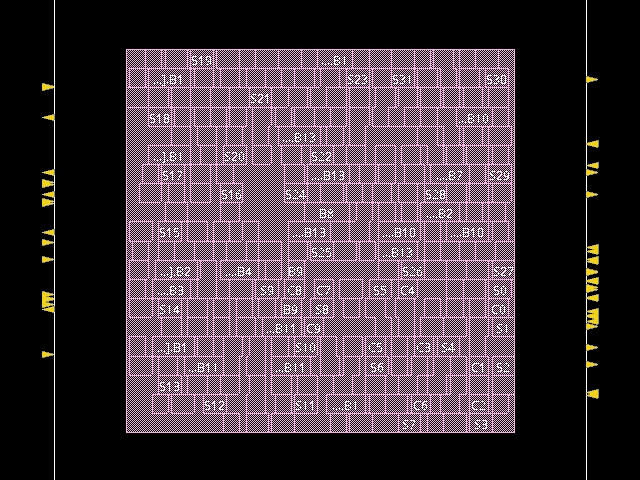 S19 ...B
...].B1 S23 S31 S30
S21
S18 ...B10
...B12
...].B1 S20 S22
S17 ...B13 ...B7 S29
S16 S24 S28
B8 ...B2
S15 ...B13 ...B10 ...B10
S25 ...B13
...].B2 ...B4 B9 S26 S27
...B3 S9 C8 C7 S5 C4 S0
S14 B9 S8 C0
...B11 C9 S1
...].B1 S10 C5 C3 S4
...B1 ...B11 S6 C1 S2
S13
S12 S11 ...B1 C6 C2
S7 S3